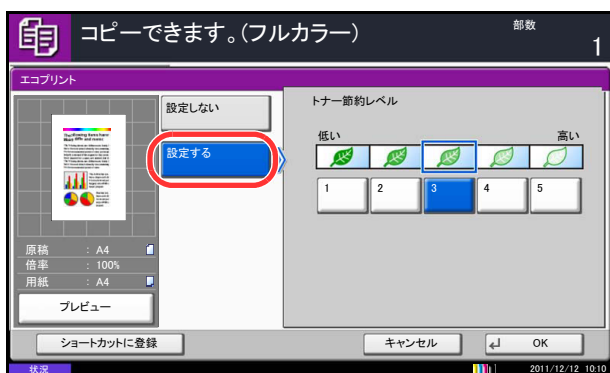 コピーできます。(フルカラー)
部数
1
エコプリント
設定しない
設定する
トナー節約レベル
低い
高い
1
2
3
4
5
原稿 : A4
倍率 : 100%
用紙 : A4
プレビュー
ショートカットに登録
キャンセル
OK
状況
2011/12/12 10:10